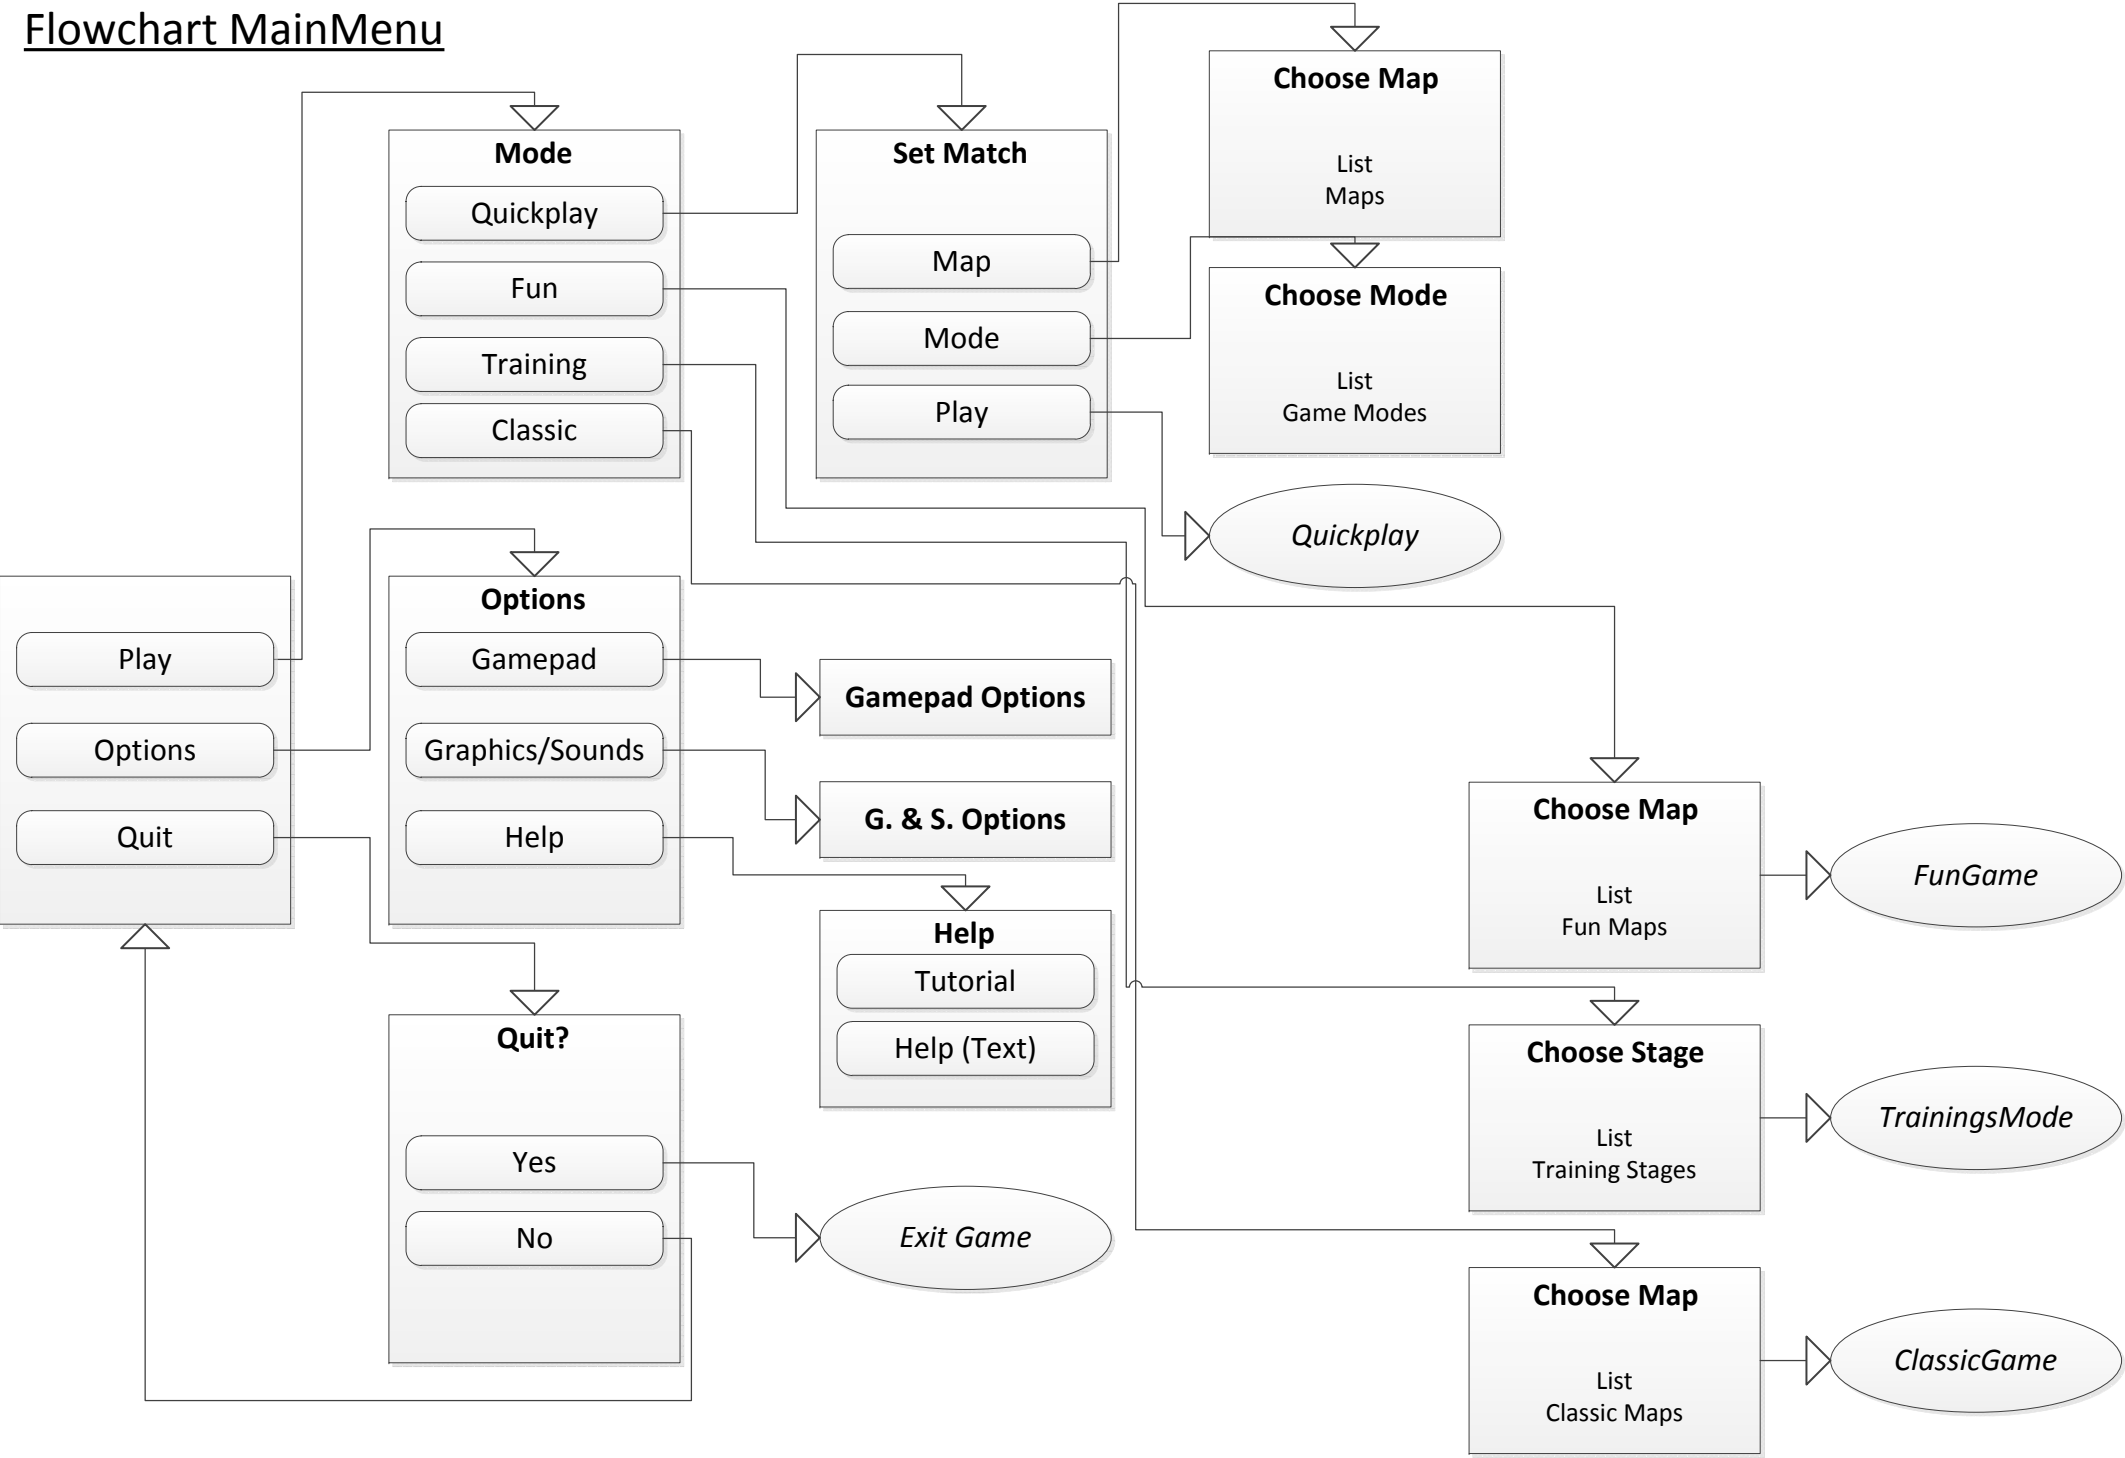 Flowchart MainMenu
Mode
Quickplay
Fun
Training
Classic
Set Match
Map
Mode
Play
Choose Map
List
Maps
Choose Mode
List
Game Modes
Quickplay
Play
Options
Quit
Options
Gamepad
Graphics/Sounds
Help
Gamepad Options
G. & S. Options
Help
Tutorial
Help (Text)
Quit?
Yes
No
Exit Game
Choose Map
List
Fun Maps
FunGame
Choose Stage
List
Training Stages
TrainingsMode
Choose Map
List
Classic Maps
ClassicGame